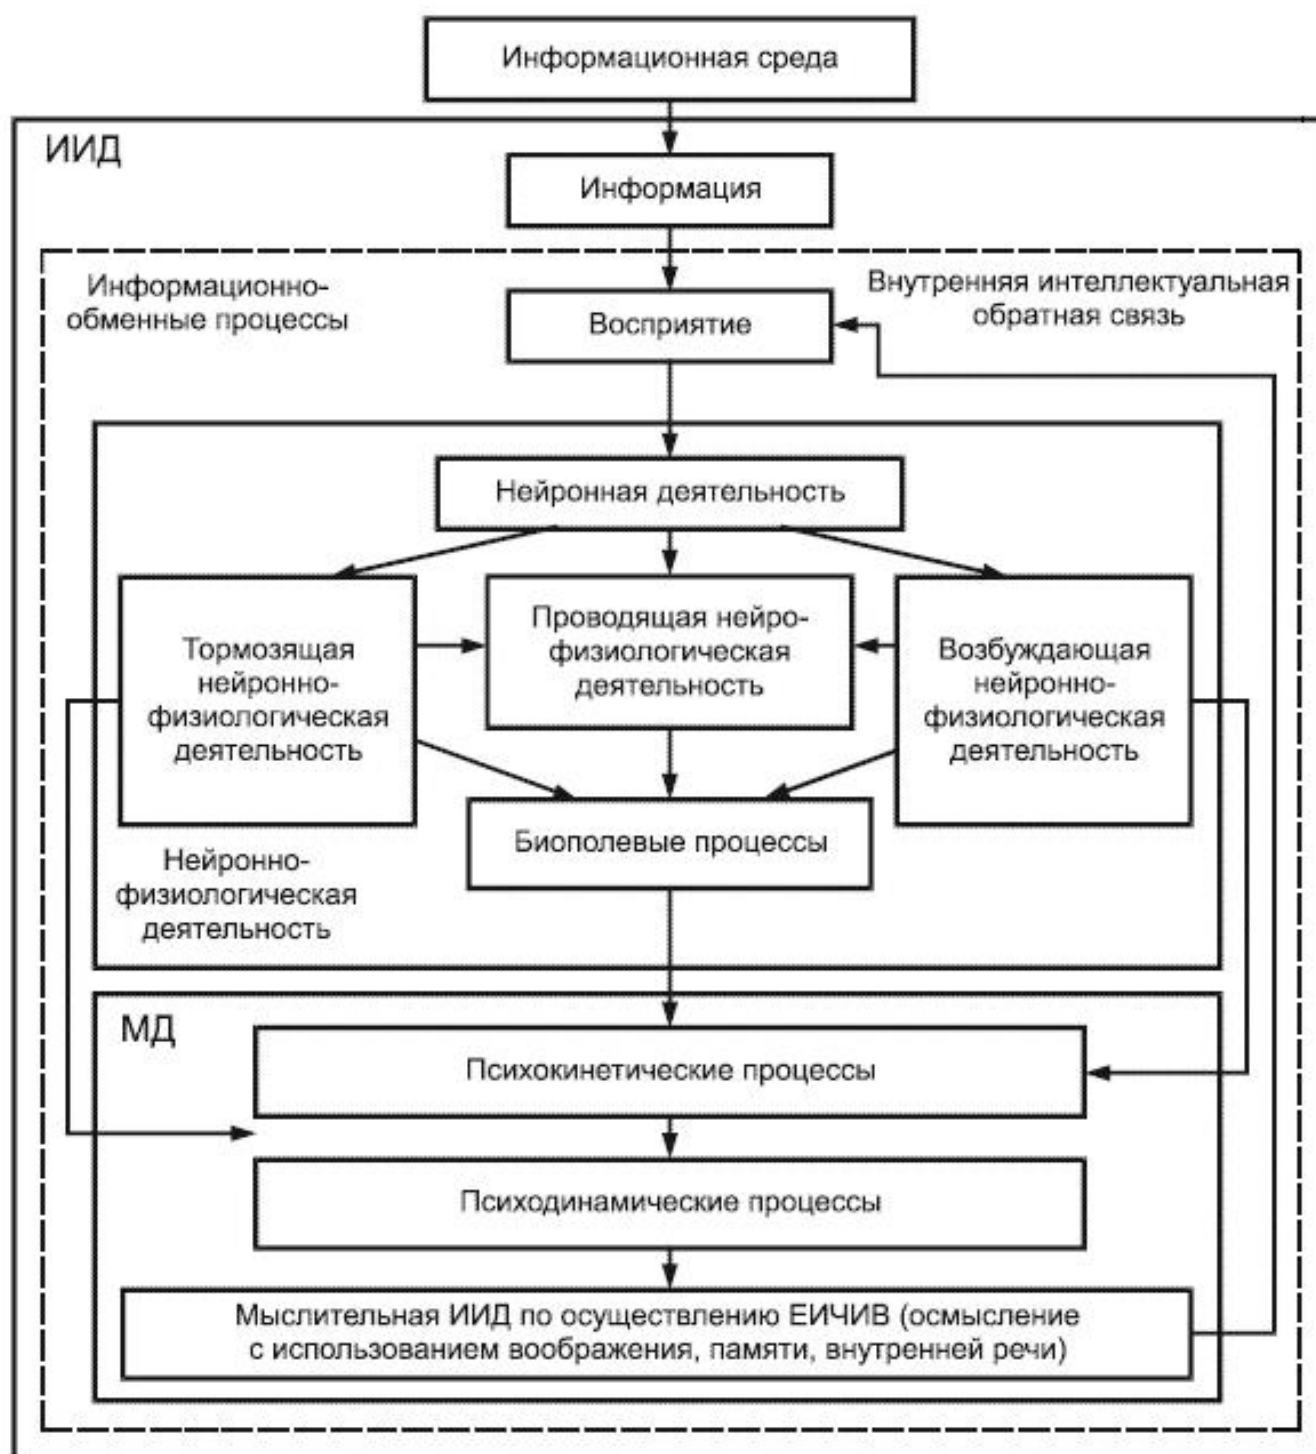 Информационная среда
ИИД
Информация
Информационно-
обменные процессы
Внутренняя интеллектуальная
обратная связь
Восприятие
Нейронная деятельность
Тормозящая
нейронно-
физиологическая
деятельность
Проводящая нейро-
физиологическая
деятельность
Возбуждающая
нейронно-
физиологическая
деятельность
Биополевые процессы
Нейронно-
физиологическая
деятельность
МД
Психокинетические процессы
Психодинамические процессы
Мыслительная ИИД по осуществлению ЕИЧИВ (осмысление
с использованием воображения, памяти, внутренней речи)